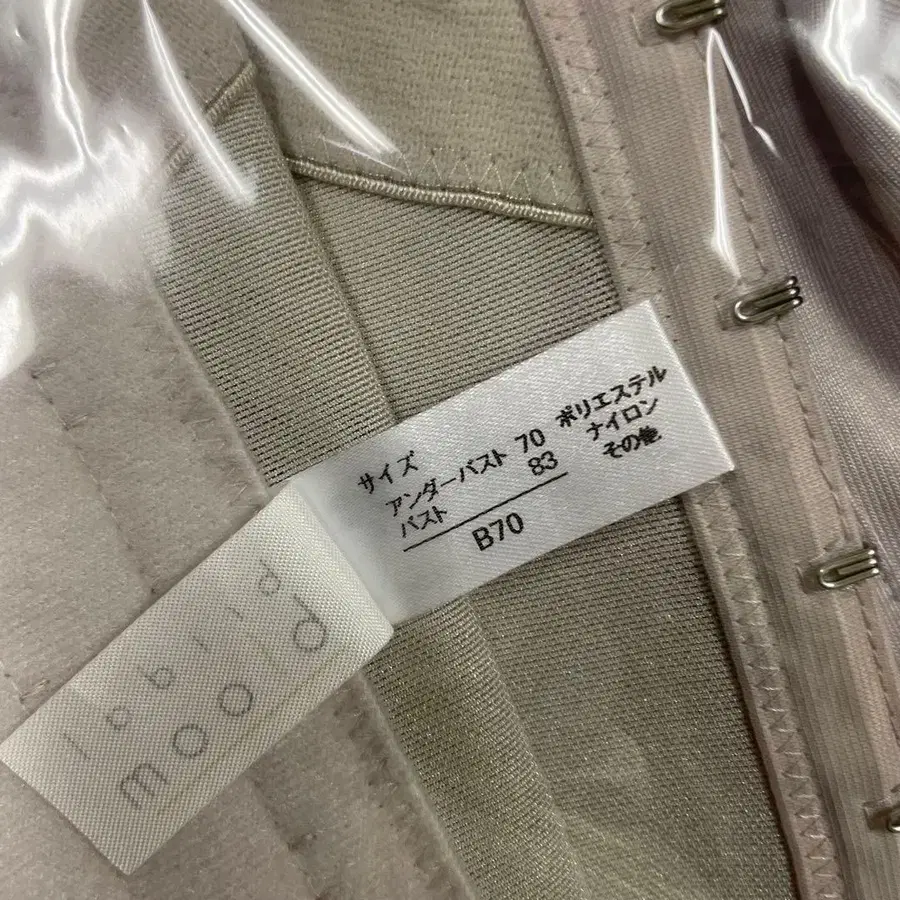 サイズ
アンダーバスト 70
バスト 83
B70
ポリエステル
ナイロン
その他